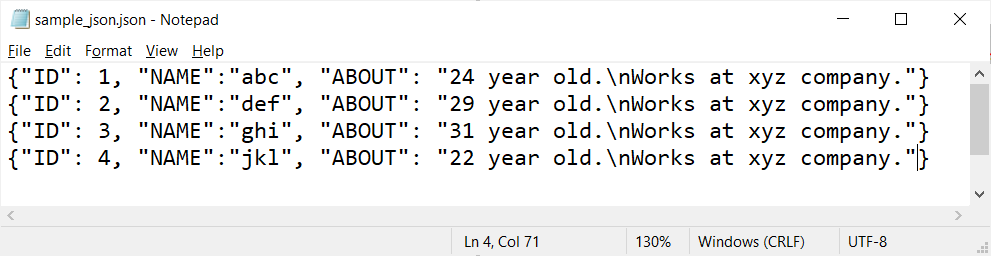 sample_json.json - Notepad
File Edit Format View Help
{"ID": 1, "NAME":"abc", "ABOUT": "24 year old.\nWorks at xyz company."}
{"ID": 2, "NAME":"def", "ABOUT": "29 year old.\nWorks at xyz company."}
{"ID": 3, "NAME":"ghi", "ABOUT": "31 year old.\nWorks at xyz company."}
{"ID": 4, "NAME":"jkl", "ABOUT": "22 year old.\nWorks at xyz company."}
Ln 4, Col 71 130% Windows (CRLF) UTF-8